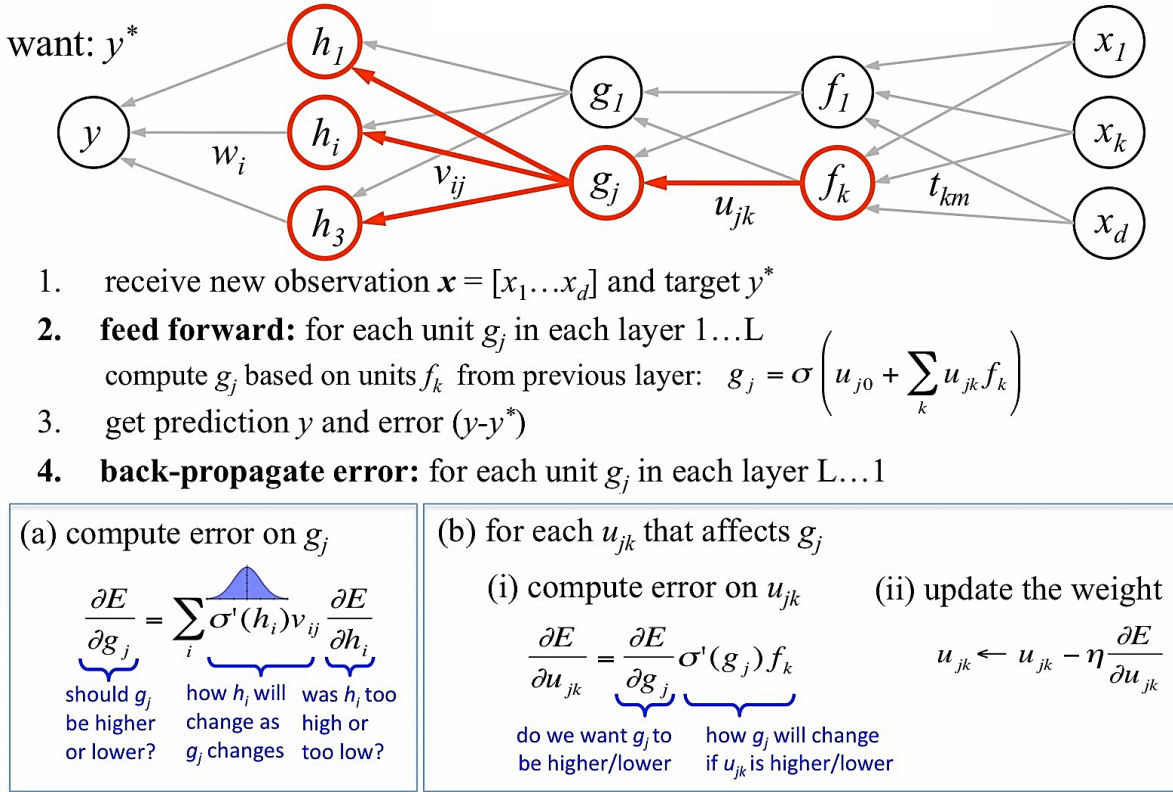 want: y*
h₁
x₁
g₁
f₁
y
hᵢ
xₖ
wᵢ
vᵢⱼ
gⱼ
fₖ
tₖₘ
uⱼₖ
h₃
x_d
1. receive new observation x = [x₁…x_d] and target y*
2. feed forward: for each unit gⱼ in each layer 1…L
compute gⱼ based on units fₖ from previous layer: gⱼ = σ(uⱼ₀ + ∑ₖ uⱼₖfₖ)
3. get prediction y and error (y-y*)
4. back-propagate error: for each unit gⱼ in each layer L…1
(a) compute error on gⱼ
∂E/∂gⱼ = ∑ᵢ σ'(hᵢ)vᵢⱼ ∂E/∂hᵢ
should gⱼ
be higher
or lower?
how hᵢ will
change as
gⱼ changes
was hᵢ too
high or
too low?
(b) for each uⱼₖ that affects gⱼ
(i) compute error on uⱼₖ
∂E/∂uⱼₖ = ∂E/∂gⱼ σ'(gⱼ)fₖ
do we want gⱼ to
be higher/lower
how gⱼ will change
if uⱼₖ is higher/lower
(ii) update the weight
uⱼₖ ← uⱼₖ − η ∂E/∂uⱼₖ